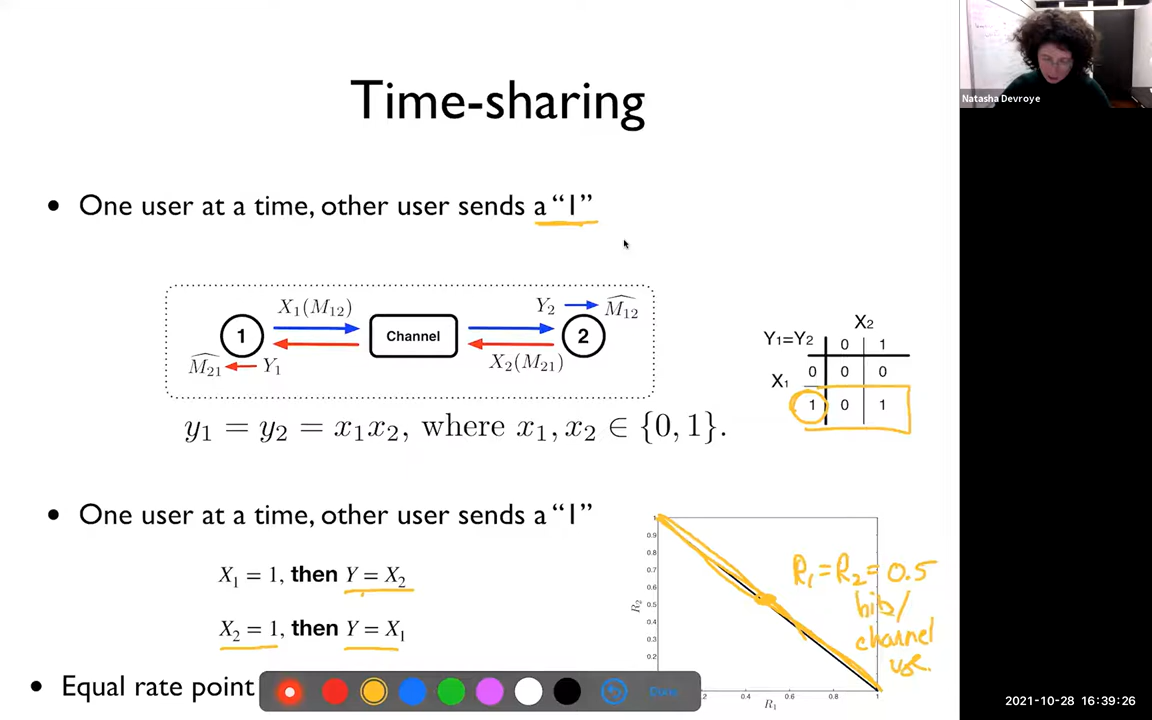 Time-sharing
Natasha Devroye
• One user at a time, other user sends a “1”
X₁(M₁₂)
Y₂
M̂₁₂
1
Channel
2
M̂₂₁
Y₁
X₂(M₂₁)
X₂
Y₁=Y₂ 0 1
X₁
0 0 0
1 0 1
y₁ = y₂ = x₁x₂, where x₁, x₂ ∈ {0, 1}.
• One user at a time, other user sends a “1”
X₁ = 1, then Y = X₂
X₂ = 1, then Y = X₁
1
0.9
0.8
0.7
0.6
0.5
0.4
0.3
0.2
R₂
R₁ = R₂ = 0.5
bits/
channel
use.
• Equal rate point
0.4 0.6 0.8 1
R₁
2021-10-28 16:39:26